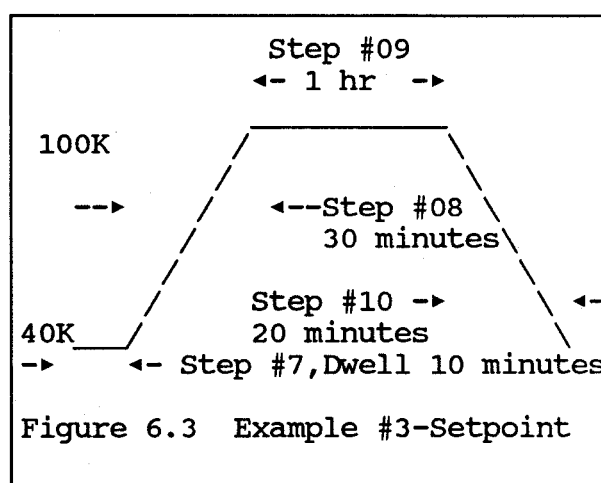 Step #09
1 hr
100K
Step #08
30 minutes
Step #10
40K
20 minutes
Step #7,Dwell 10 minutes
Figure 6.3 Example #3-Setpoint